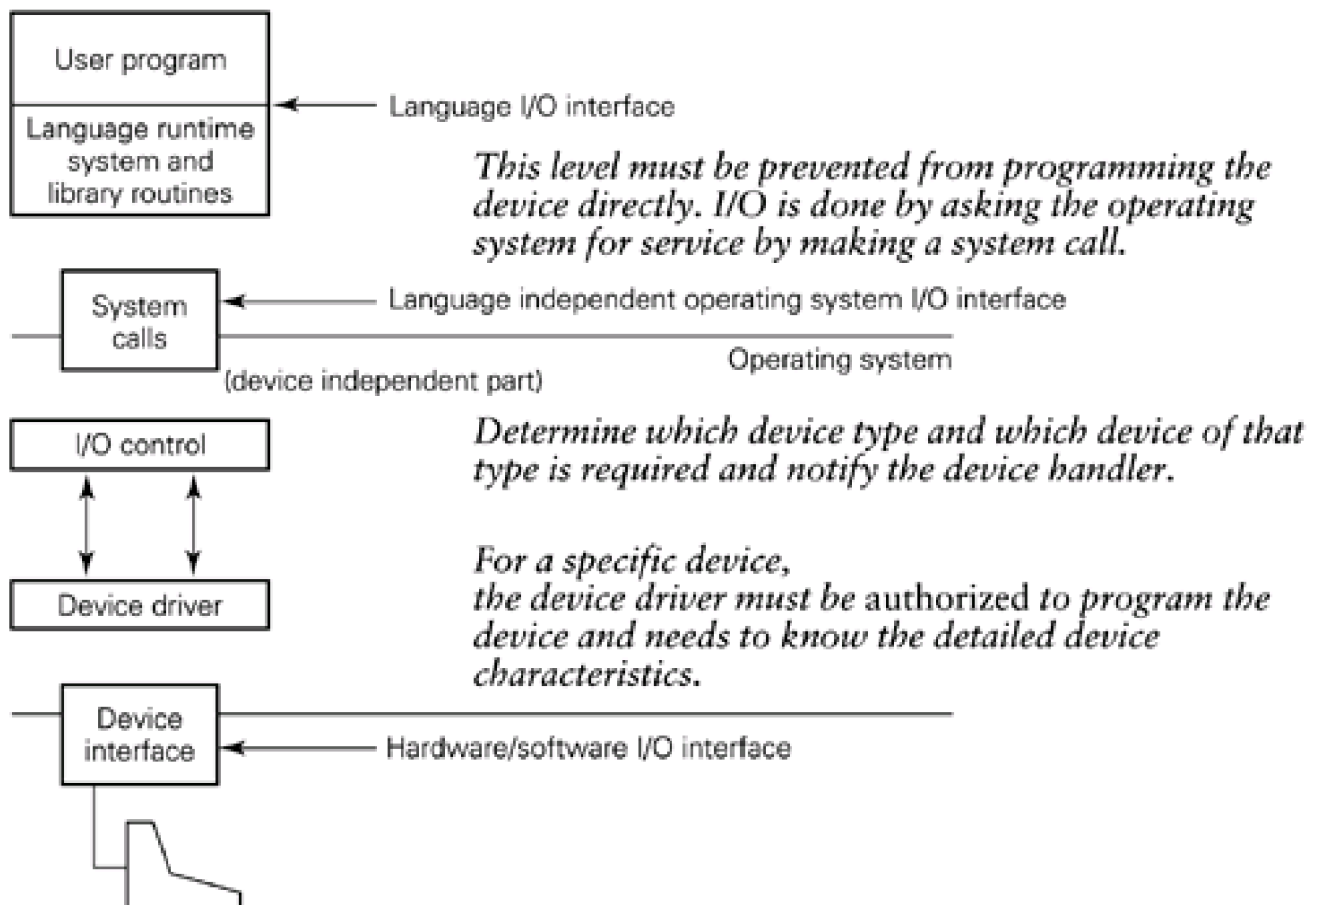 User program
Language I/O interface
Language runtime
system and
library routines
This level must be prevented from programming the
device directly. I/O is done by asking the operating
system for service by making a system call.
System
calls
Language independent operating system I/O interface
Operating system
(device independent part)
I/O control
Determine which device type and which device of that
type is required and notify the device handler.
Device driver
For a specific device,
the device driver must be authorized to program the
device and needs to know the detailed device
characteristics.
Device
interface
Hardware/software I/O interface